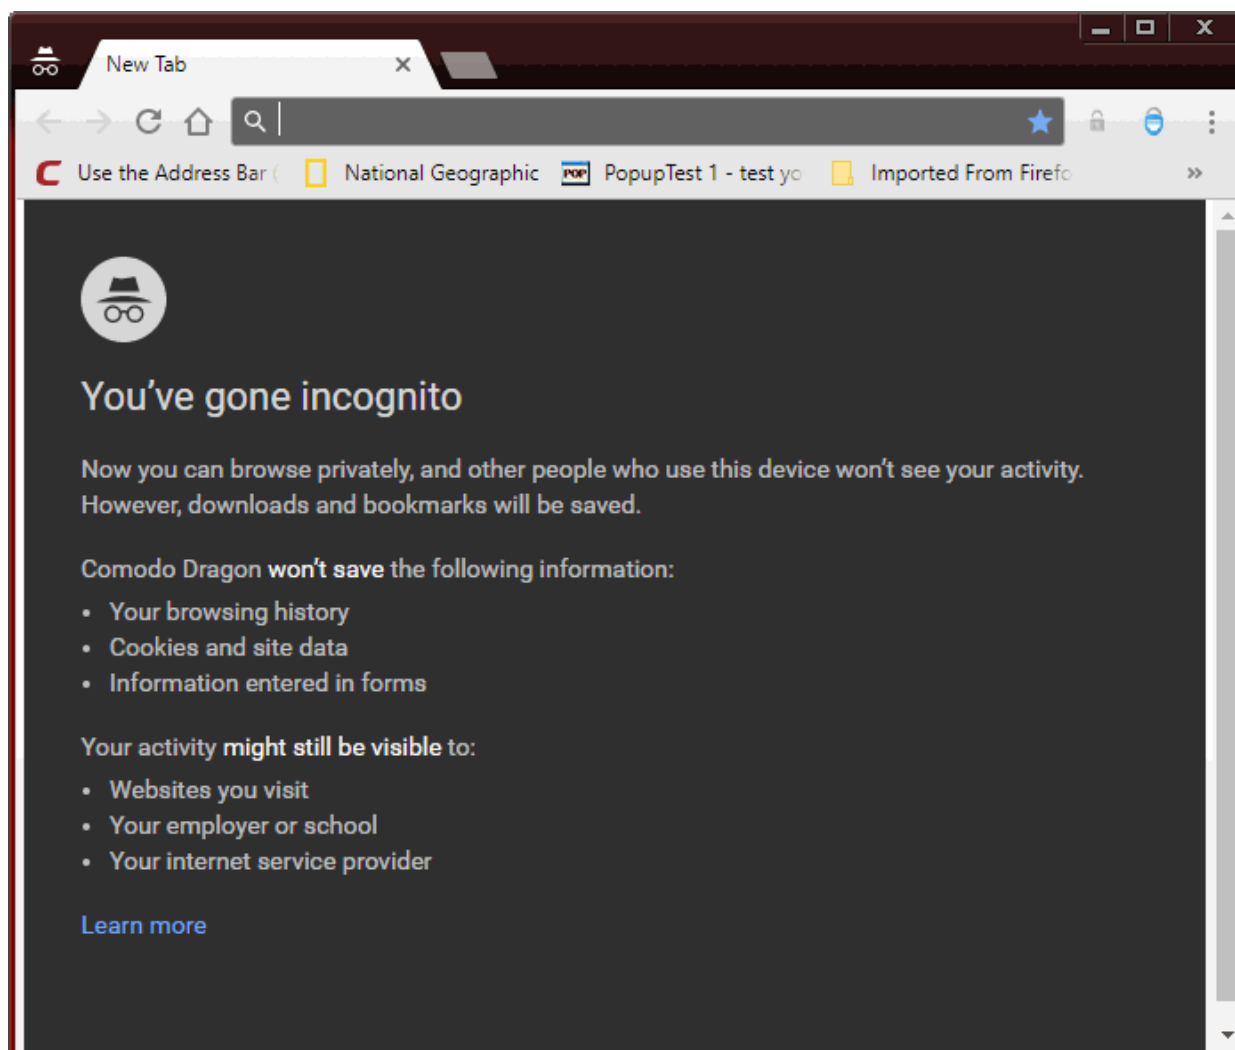 New Tab
Use the Address Bar (
National Geographic
POP
PopupTest 1 - test yo
Imported From Firefo
You’ve gone incognito
Now you can browse privately, and other people who use this device won’t see your activity.
However, downloads and bookmarks will be saved.
Comodo Dragon won’t save the following information:
• Your browsing history
• Cookies and site data
• Information entered in forms
Your activity might still be visible to:
• Websites you visit
• Your employer or school
• Your internet service provider
Learn more